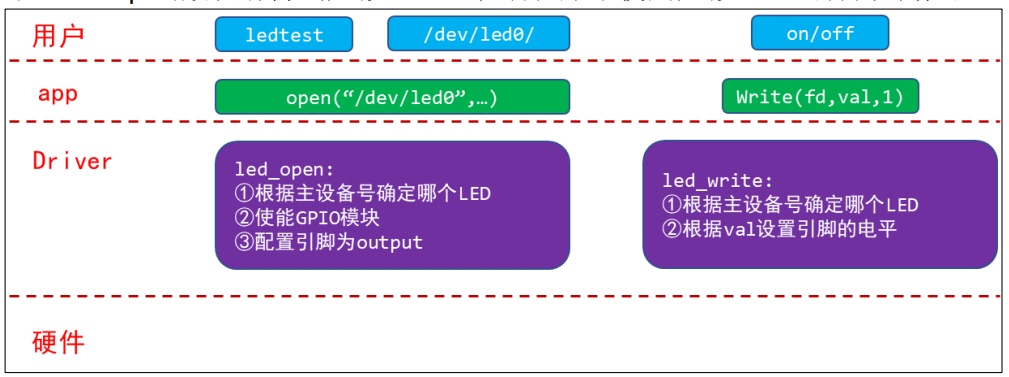 用户
ledtest
/dev/led0/
on/off
app
open(“/dev/led0”,…)
Write(fd,val,1)
Driver
led_open:
①根据主设备号确定哪个LED
②使能GPIO模块
③配置引脚为output
led_write:
①根据主设备号确定哪个LED
②根据val设置引脚的电平
硬件